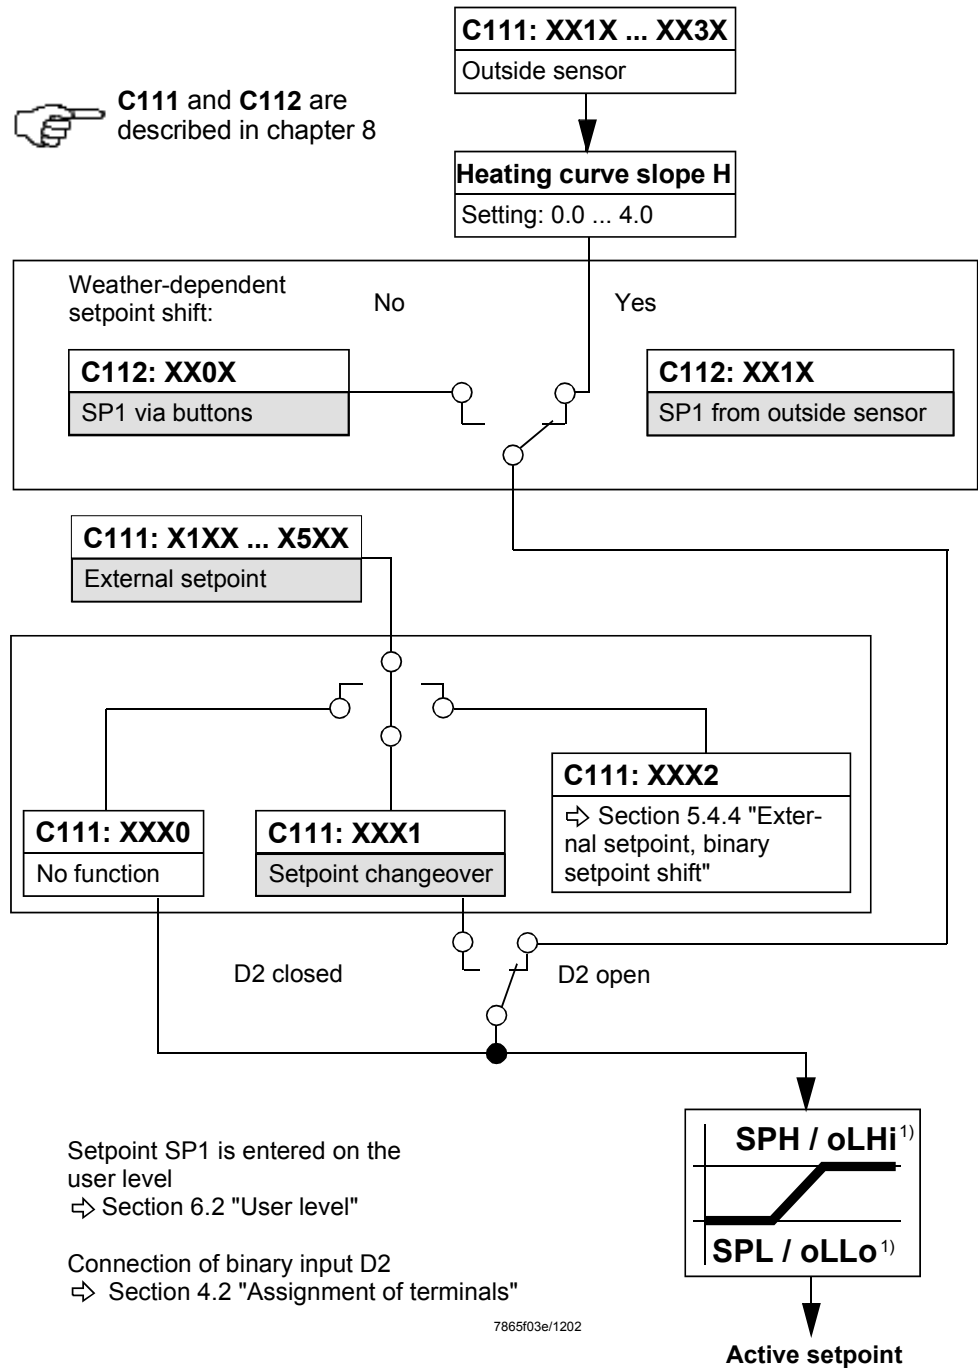 C111: XX1X ... XX3X
Outside sensor
C111 and C112 are
described in chapter 8
Heating curve slope H
Setting: 0.0 ... 4.0
Weather-dependent
setpoint shift:
No
Yes
C112: XX0X
SP1 via buttons
C112: XX1X
SP1 from outside sensor
C111: X1XX ... X5XX
External setpoint
C111: XXX0
No function
C111: XXX1
Setpoint changeover
C111: XXX2
⇨ Section 5.4.4 "Exter-
nal setpoint, binary
setpoint shift"
D2 closed
D2 open
Setpoint SP1 is entered on the
user level
⇨ Section 6.2 "User level"
Connection of binary input D2
⇨ Section 4.2 "Assignment of terminals"
7865f03e/1202
SPH / oLHi 1)
SPL / oLLo 1)
Active setpoint